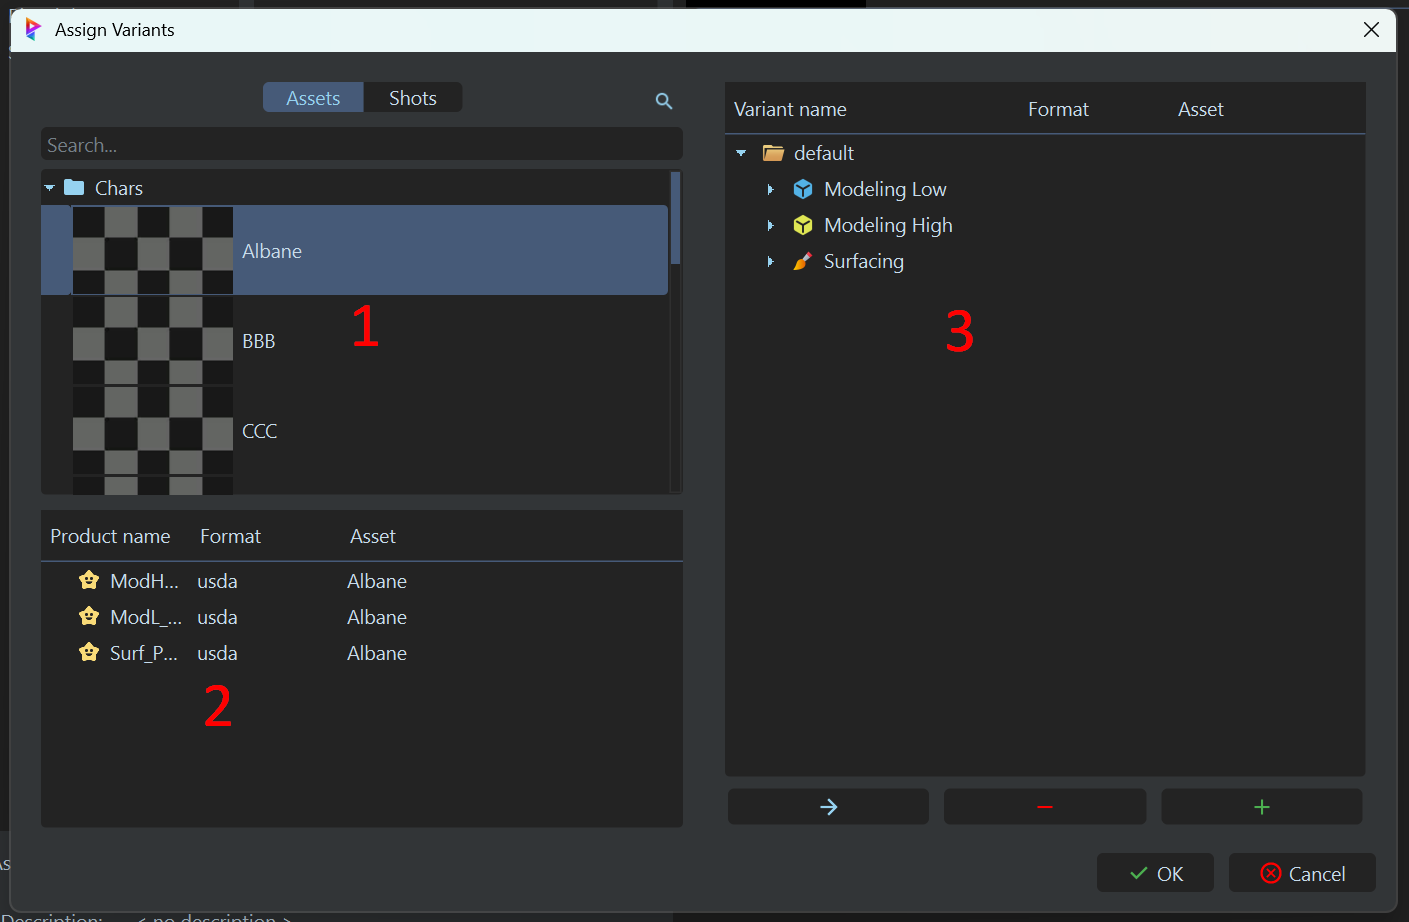 Assign Variants
Assets
Shots
Search...
Chars
Albane
BBB
CCC
1
Product name Format Asset
ModH... usda Albane
ModL_... usda Albane
Surf_P... usda Albane
2
Variant name Format Asset
default
Modeling Low
Modeling High
Surfacing
3
OK
Cancel
Description: < no description >